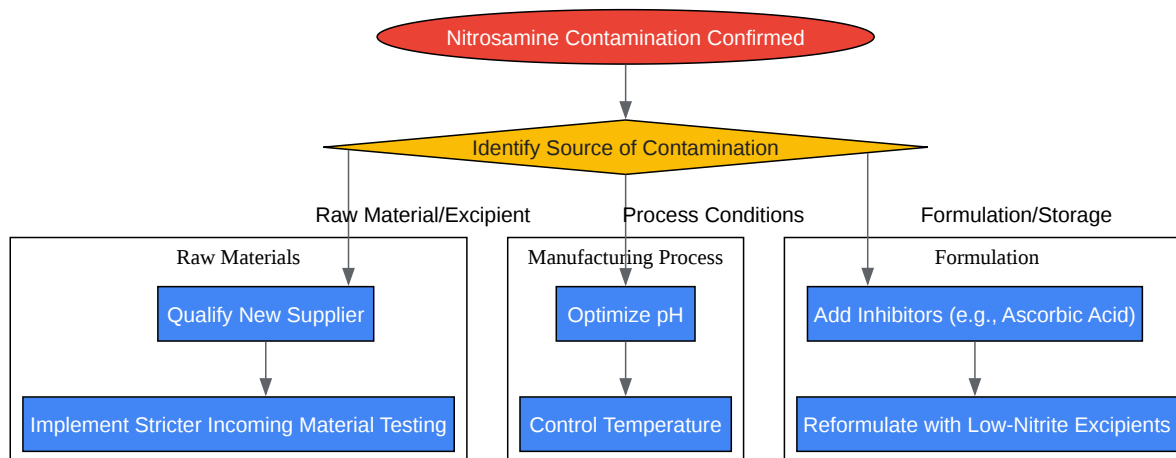 Nitrosamine Contamination Confirmed
Identify Source of Contamination
Raw Material/Excipient
Process Conditions
Formulation/Storage
Raw Materials
Manufacturing Process
Formulation
Qualify New Supplier
Optimize pH
Add Inhibitors (e.g., Ascorbic Acid)
Implement Stricter Incoming Material Testing
Control Temperature
Reformulate with Low-Nitrite Excipients